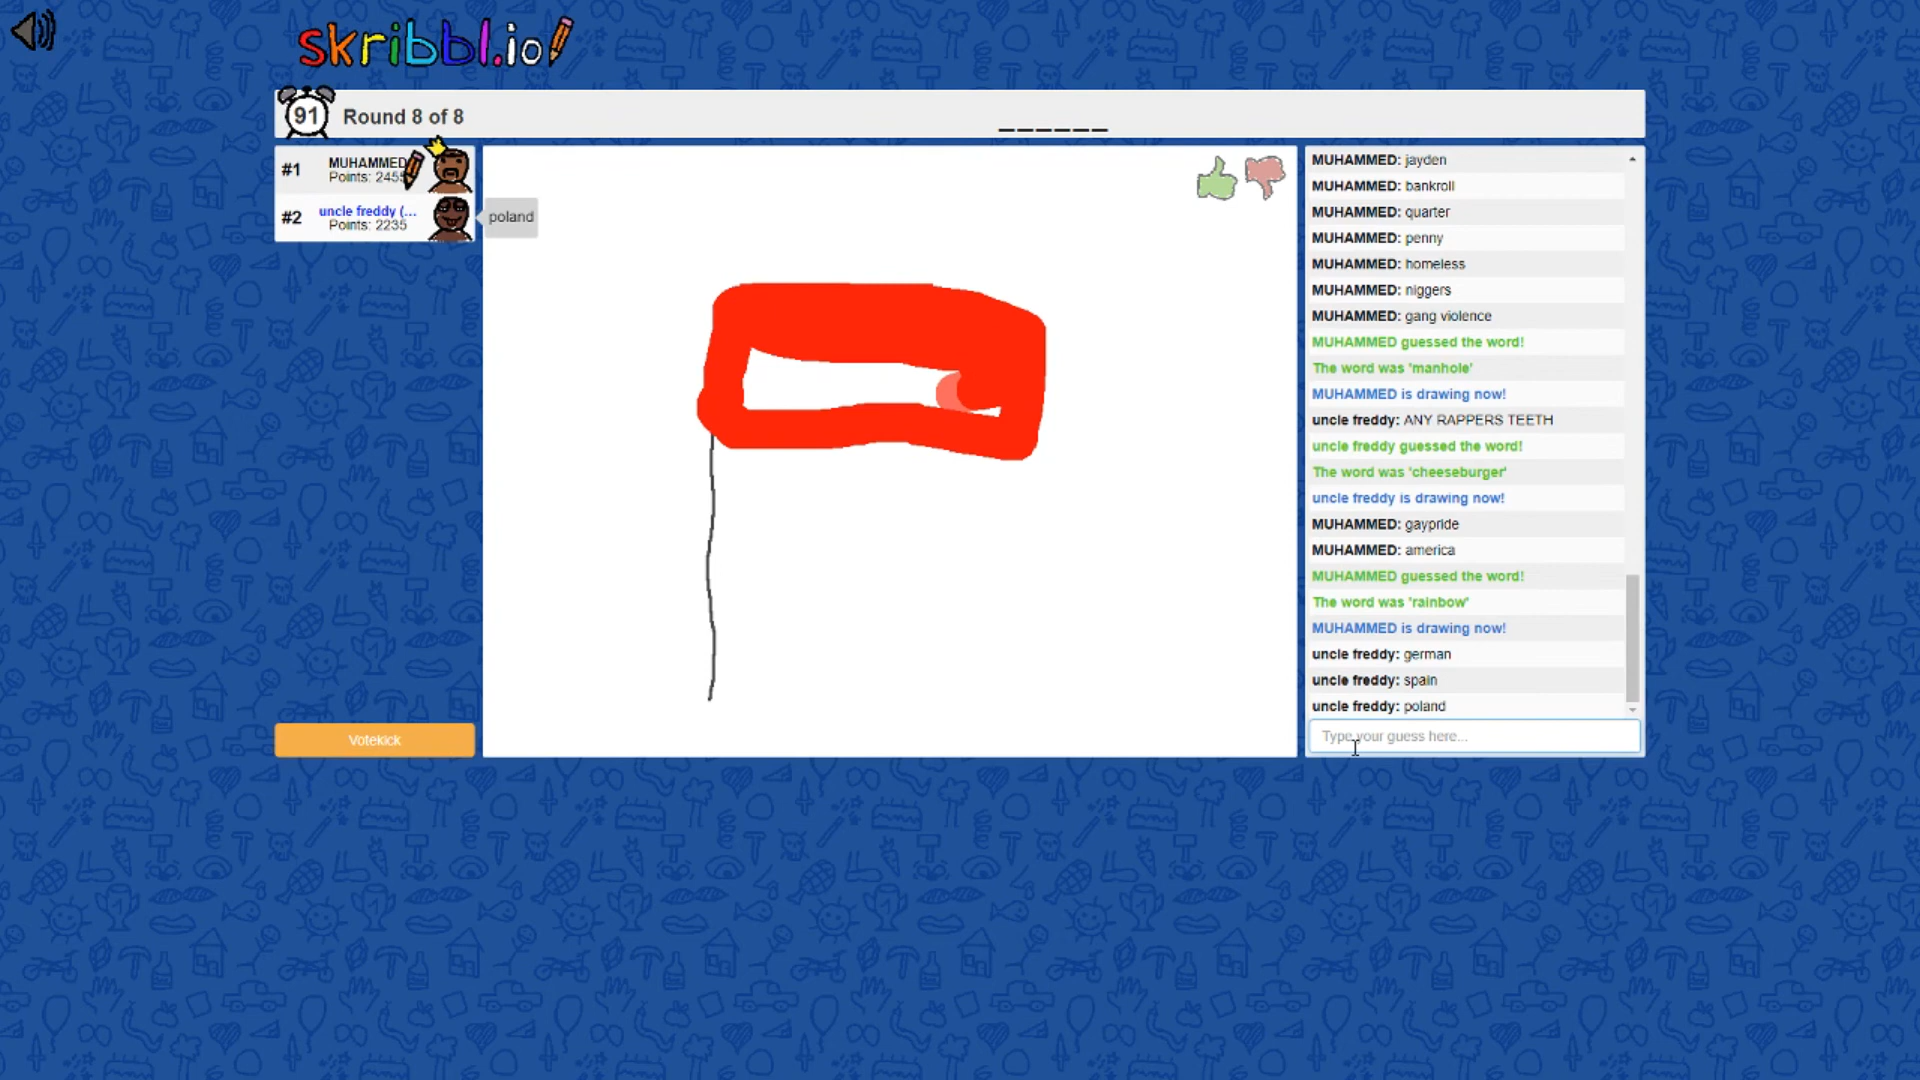 skribbl.io
91
Round 8 of 8
______
#1
MUHAMMED
Points: 2455
#2
uncle freddy (...
Points: 2235
poland
Votekick
MUHAMMED: jayden
MUHAMMED: bankroll
MUHAMMED: quarter
MUHAMMED: penny
MUHAMMED: homeless
MUHAMMED: niggers
MUHAMMED: gang violence
MUHAMMED guessed the word!
The word was 'manhole'
MUHAMMED is drawing now!
uncle freddy: ANY RAPPERS TEETH
uncle freddy guessed the word!
The word was 'cheeseburger'
uncle freddy is drawing now!
MUHAMMED: gaypride
MUHAMMED: america
MUHAMMED guessed the word!
The word was 'rainbow'
MUHAMMED is drawing now!
uncle freddy: german
uncle freddy: spain
uncle freddy: poland
Type your guess here...